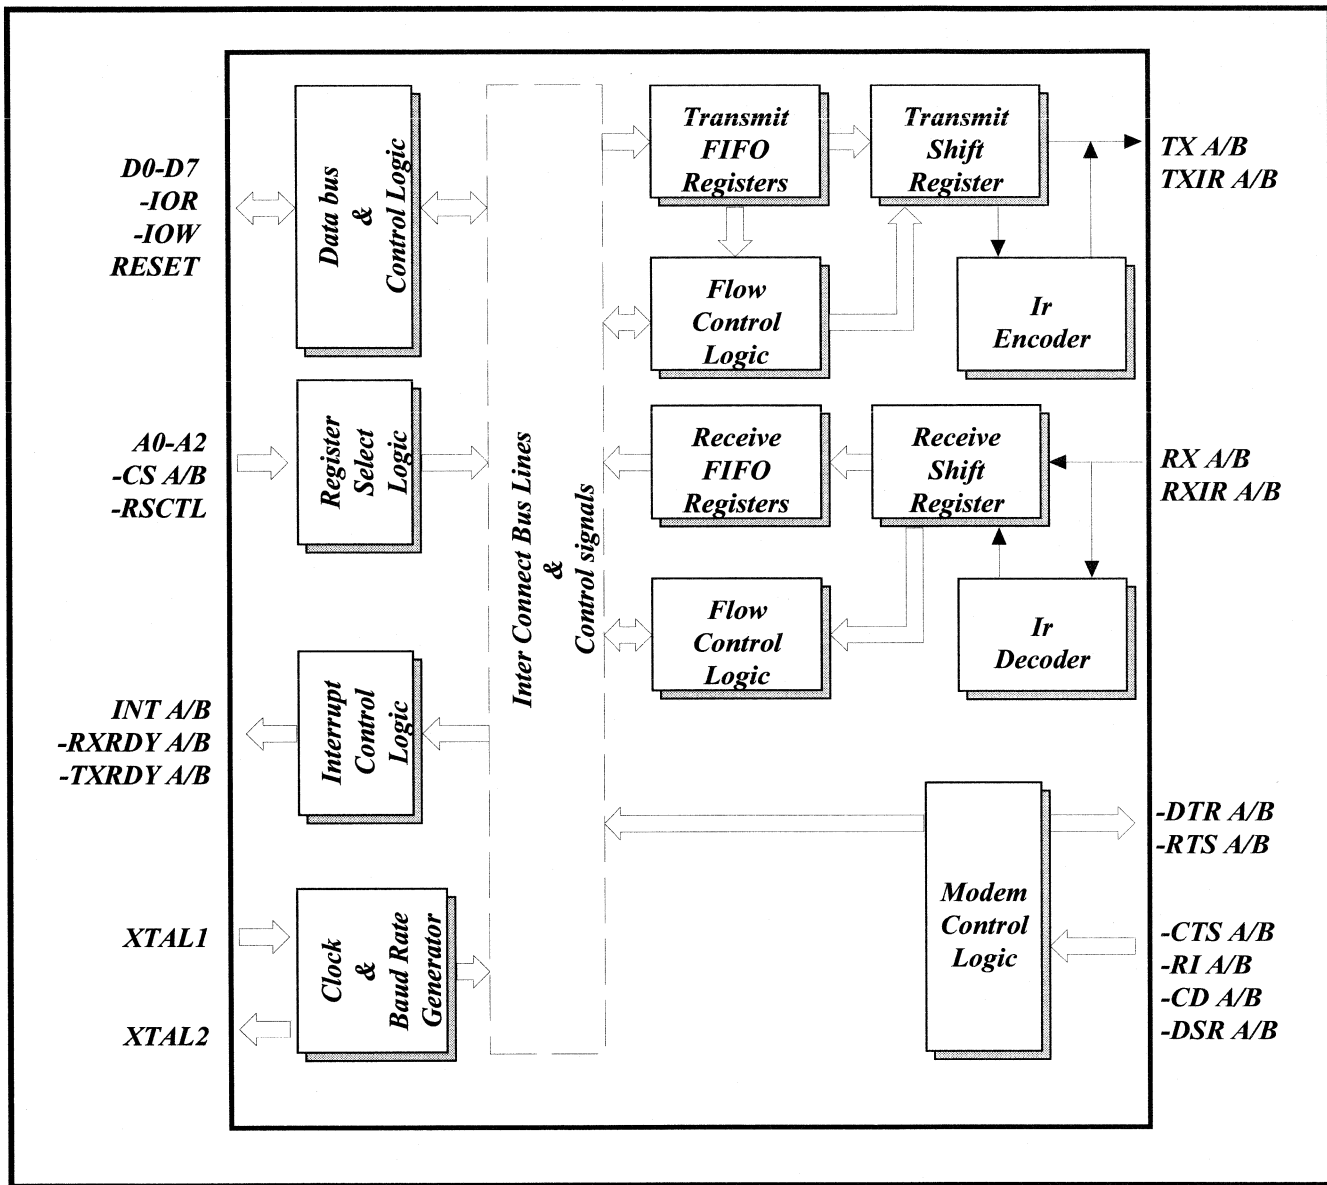 D0-D7
-IOR
-IOW
RESET
A0-A2
-CS A/B
-RSCTL
INT A/B
-RXRDY A/B
-TXRDY A/B
XTAL1
XTAL2
Data bus
&
Control Logic
Register
Select
Logic
Interrupt
Control
Logic
Clock
&
Baud Rate
Generator
Inter Connect Bus Lines
&
Control signals
Transmit
FIFO
Registers
Transmit
Shift
Register
Flow
Control
Logic
Ir
Encoder
Receive
FIFO
Registers
Receive
Shift
Register
Flow
Control
Logic
Ir
Decoder
Modem
Control
Logic
TX A/B
TXIR A/B
RX A/B
RXIR A/B
-DTR A/B
-RTS A/B
-CTS A/B
-RI A/B
-CD A/B
-DSR A/B